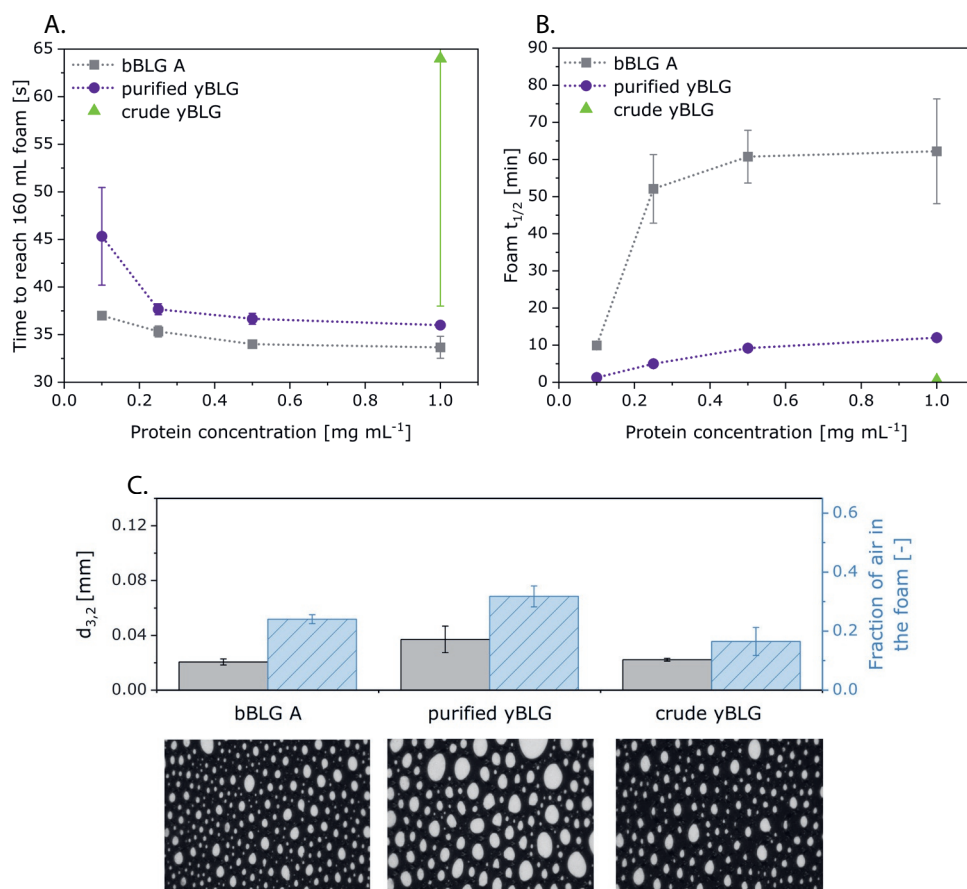 A.
bBLG A
purified yBLG
crude yBLG
Time to reach 160 mL foam [s]
65
60
55
50
45
40
35
30
0.0 0.2 0.4 0.6 0.8 1.0
Protein concentration [mg mL⁻¹]
B.
bBLG A
purified yBLG
crude yBLG
Foam t₁/₂ [min]
90
80
70
60
50
40
30
20
10
0
0.0 0.2 0.4 0.6 0.8 1.0
Protein concentration [mg mL⁻¹]
C.
d₃,₂ [mm]
0.12
0.08
0.04
0.00
0.6
0.4
0.2
0.0
Fraction of air in
the foam [-]
bBLG A purified yBLG crude yBLG